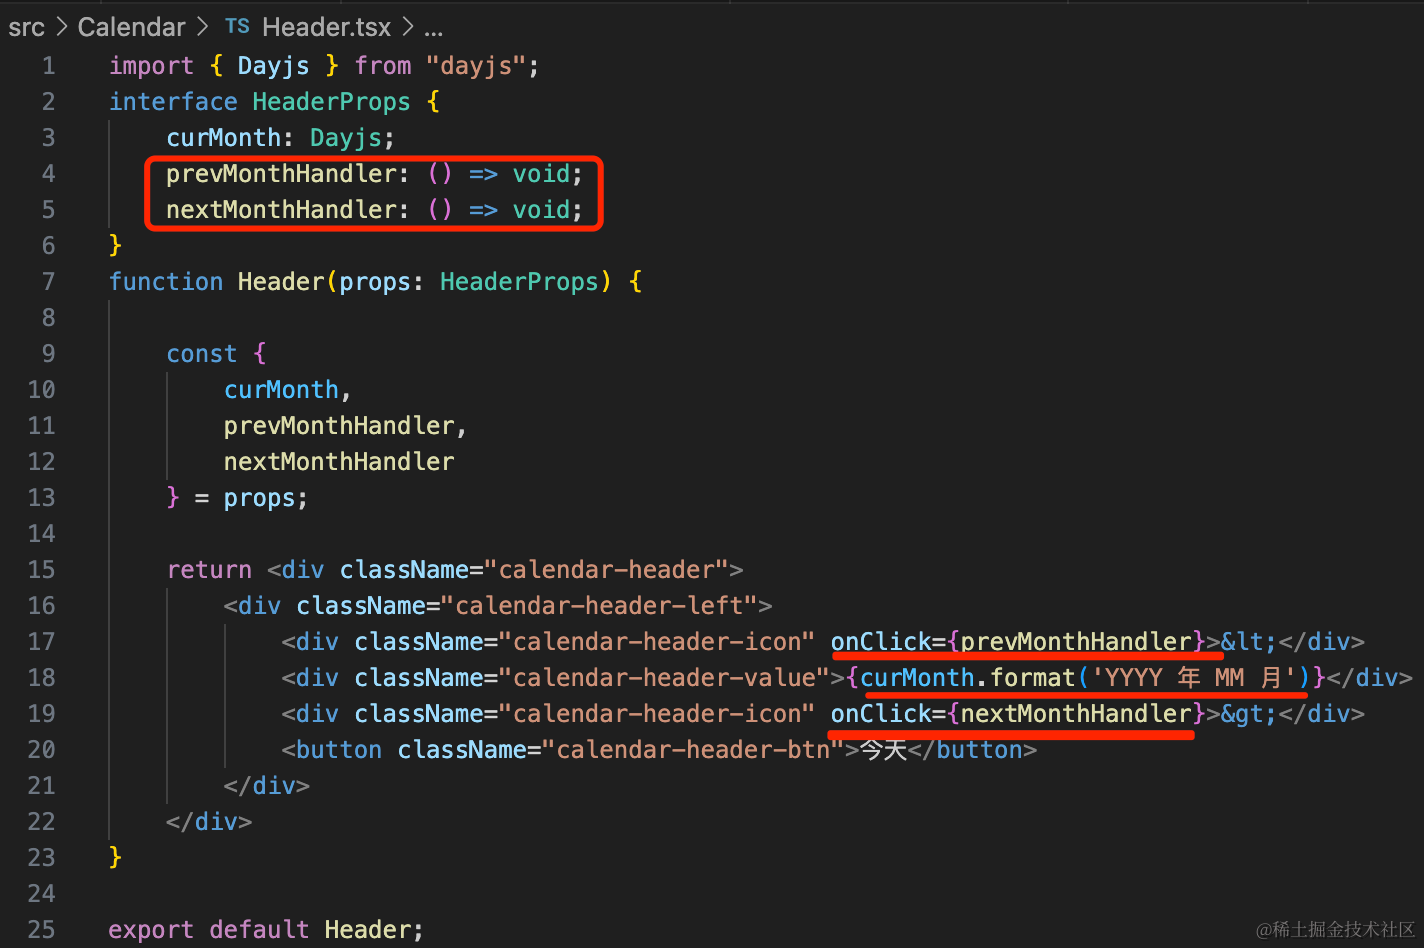 src > Calendar > TS Header.tsx > ...
1 import { Dayjs } from "dayjs";
2 interface HeaderProps {
3     curMonth: Dayjs;
4     prevMonthHandler: () => void;
5     nextMonthHandler: () => void;
6 }
7 function Header(props: HeaderProps) {
8
9     const {
10         curMonth,
11         prevMonthHandler,
12         nextMonthHandler
13     } = props;
14
15     return <div className="calendar-header">
16         <div className="calendar-header-left">
17             <div className="calendar-header-icon" onClick={prevMonthHandler}>&lt;</div>
18             <div className="calendar-header-value">{curMonth.format('YYYY 年 MM 月')}</div>
19             <div className="calendar-header-icon" onClick={nextMonthHandler}>&gt;</div>
20             <button className="calendar-header-btn">今天</button>
21         </div>
22     </div>
23 }
24
25 export default Header;
@稀土掘金技术社区